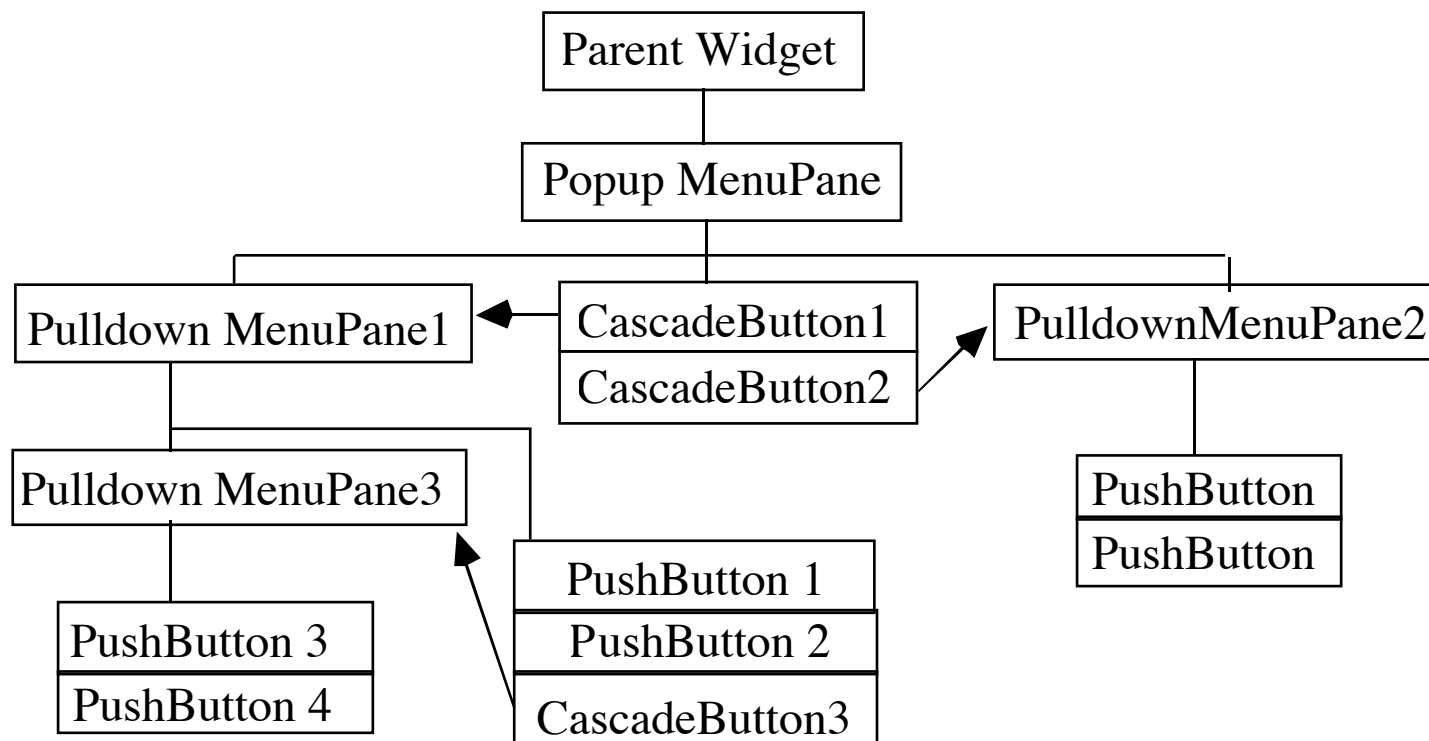 Parent Widget
Popup MenuPane
Pulldown MenuPane1
CascadeButton1
CascadeButton2
PulldownMenuPane2
Pulldown MenuPane3
PushButton
PushButton
PushButton 1
PushButton 2
CascadeButton3
PushButton 3
PushButton 4